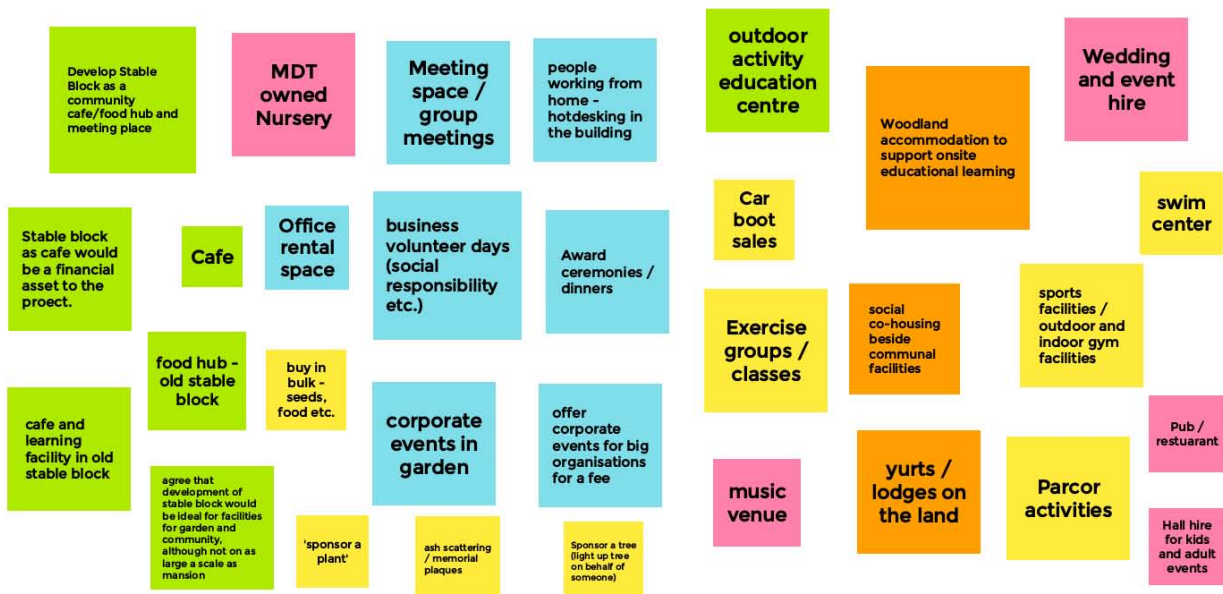 Develop Stable
Block as a
community
cafe/food hub and
meeting place
MDT
owned
Nursery
Meeting
space /
group
meetings
people
working from
home -
hotdesking in
the building
outdoor
activity
education
centre
Woodland
accommodation to
support onsite
educational learning
Wedding
and event
hire
Stable block
as cafe would
be a financial
asset to the
proect.
Cafe
Office
rental
space
business
volunteer days
(social
responsibility
etc.)
Award
ceremonies /
dinners
Car
boot
sales
swim
center
food hub -
old stable
block
buy in
bulk -
seeds,
food etc.
Exercise
groups /
classes
social
co-housing
beside
communal
facilities
sports
facilities /
outdoor and
indoor gym
facilities
cafe and
learning
facility in old
stable block
corporate
events in
garden
offer
corporate
events for big
organisations
for a fee
music
venue
yurts /
lodges on
the land
Parcor
activities
Pub /
restuarant
agree that
development of
stable block would
be ideal for facilities
for garden and
community,
although not on as
large a scale as
mansion
'sponsor a
plant'
ash scattering
/ memorial
plaques
Sponsor a tree
(light up tree
on behalf of
someone)
Hall hire
for kids
and adult
events